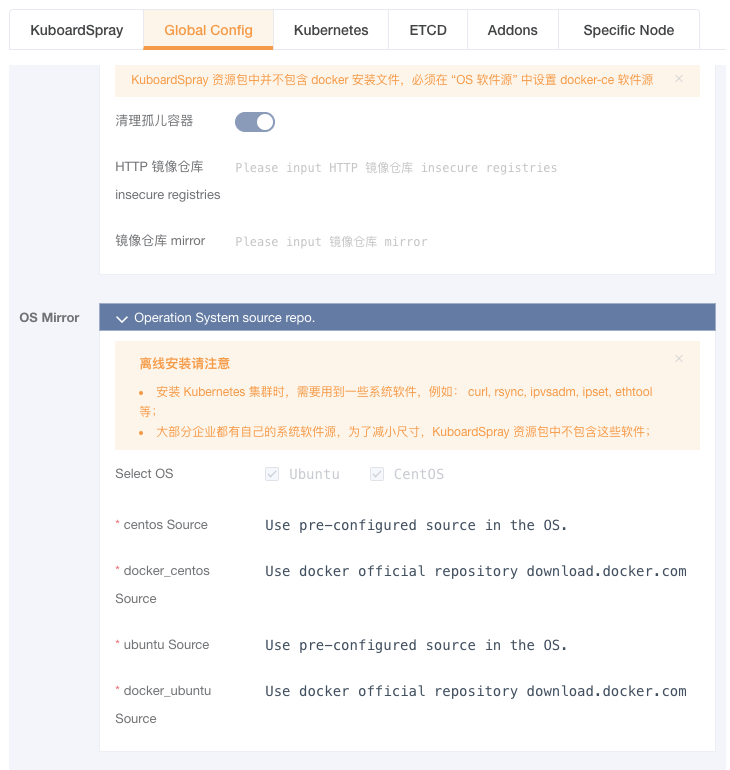 KuboardSpray Global Config Kubernetes ETCD Addons Specific Node
KuboardSpray 资源包中并不包含 docker 安装文件，必须在 “OS 软件源” 中设置 docker-ce 软件源
清理孤儿容器
HTTP 镜像仓库 Please input HTTP 镜像仓库 insecure registries
insecure registries
镜像仓库 mirror Please input 镜像仓库 mirror
OS Mirror Operation System source repo.
离线安装请注意
• 安装 Kubernetes 集群时，需要用到一些系统软件，例如： curl, rsync, ipvsadm, ipset, ethtool
等；
• 大部分企业都有自己的系统软件源，为了减小尺寸，KuboardSpray 资源包中不包含这些软件；
Select OS Ubuntu CentOS
* centos Source Use pre-configured source in the OS.
* docker_centos Use docker official repository download.docker.com
Source
* ubuntu Source Use pre-configured source in the OS.
* docker_ubuntu Use docker official repository download.docker.com
Source